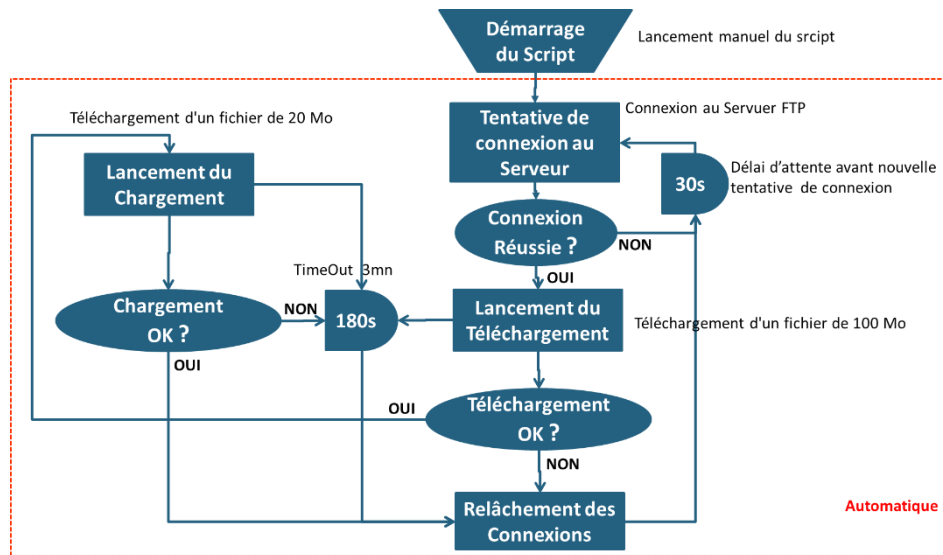 Démarrage
du Script
Lancement manuel du srcipt
Téléchargement d'un fichier de 20 Mo
Connexion au Servuer FTP
Tentative de
connexion au
Serveur
Lancement du
Chargement
30s
Délai d'attente avant nouvelle
tentative de connexion
Connexion
Réussie ?
NON
OUI
TimeOut 3mn
Chargement
OK ?
NON
180s
Lancement du
Téléchargement
Téléchargement d'un fichier de 100 Mo
OUI
OUI
Téléchargement
OK ?
NON
Relâchement des
Connexions
Automatique